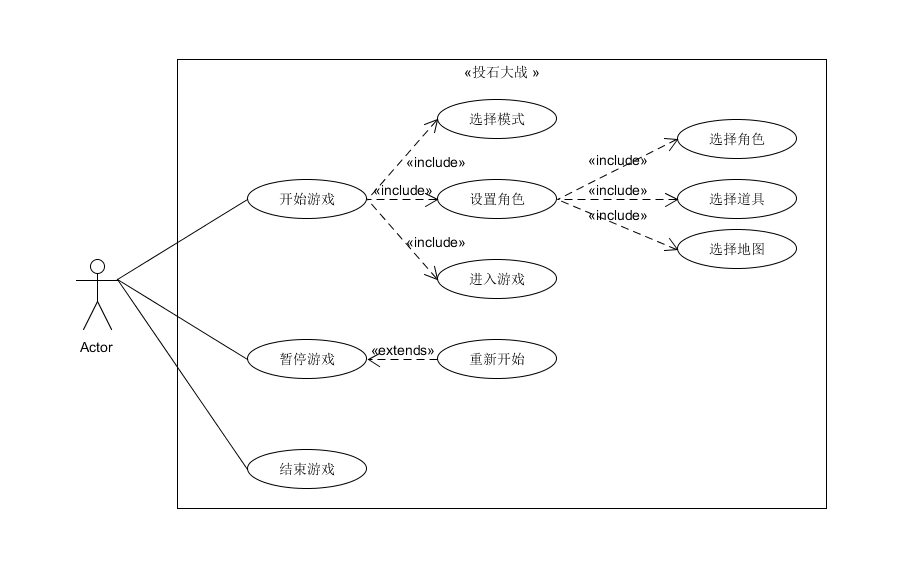 «投石大战 »
选择模式
选择角色
«include»
«include»
开始游戏
«include»
设置角色
«include»
选择道具
«include»
«include»
选择地图
进入游戏
Actor
暂停游戏
«extends»
重新开始
结束游戏